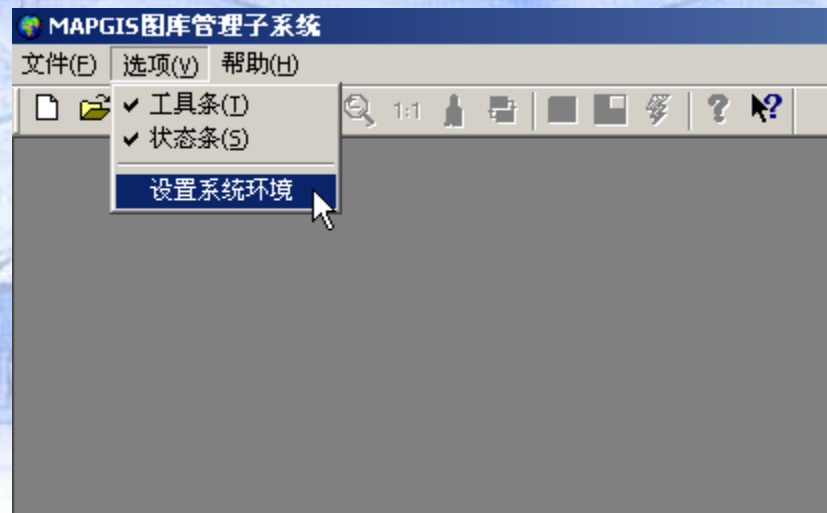 MAPGIS图库管理子系统
文件(F) 选项(V) 帮助(H)
1:1
✔ 工具条(T)
✔ 状态条(S)
设置系统环境